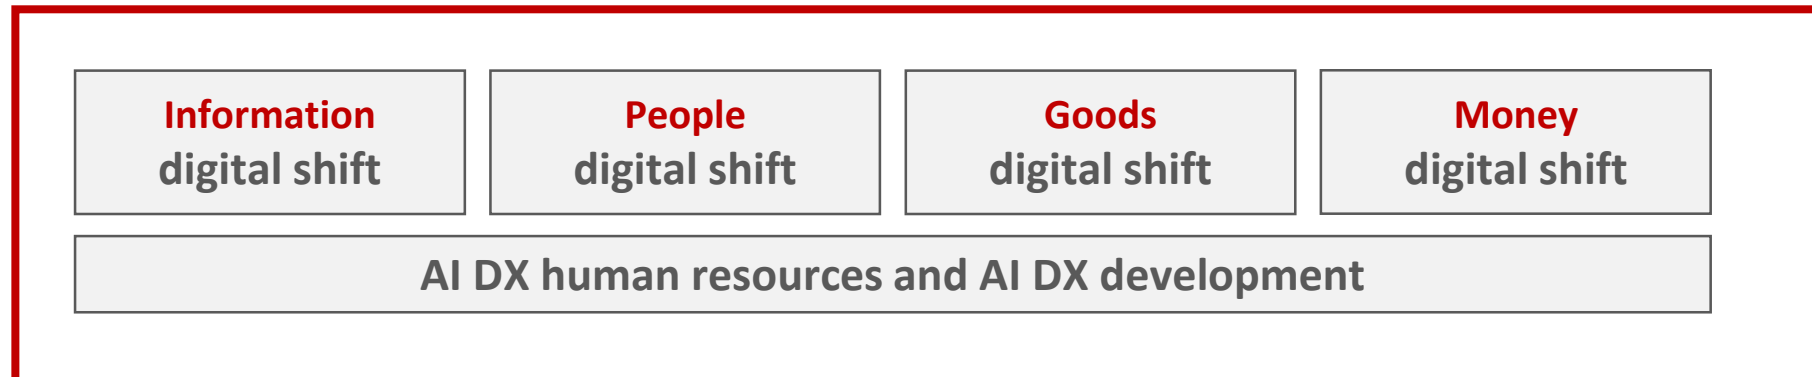 Information
digital shift
People
digital shift
Goods
digital shift
Money
digital shift
AI DX human resources and AI DX development